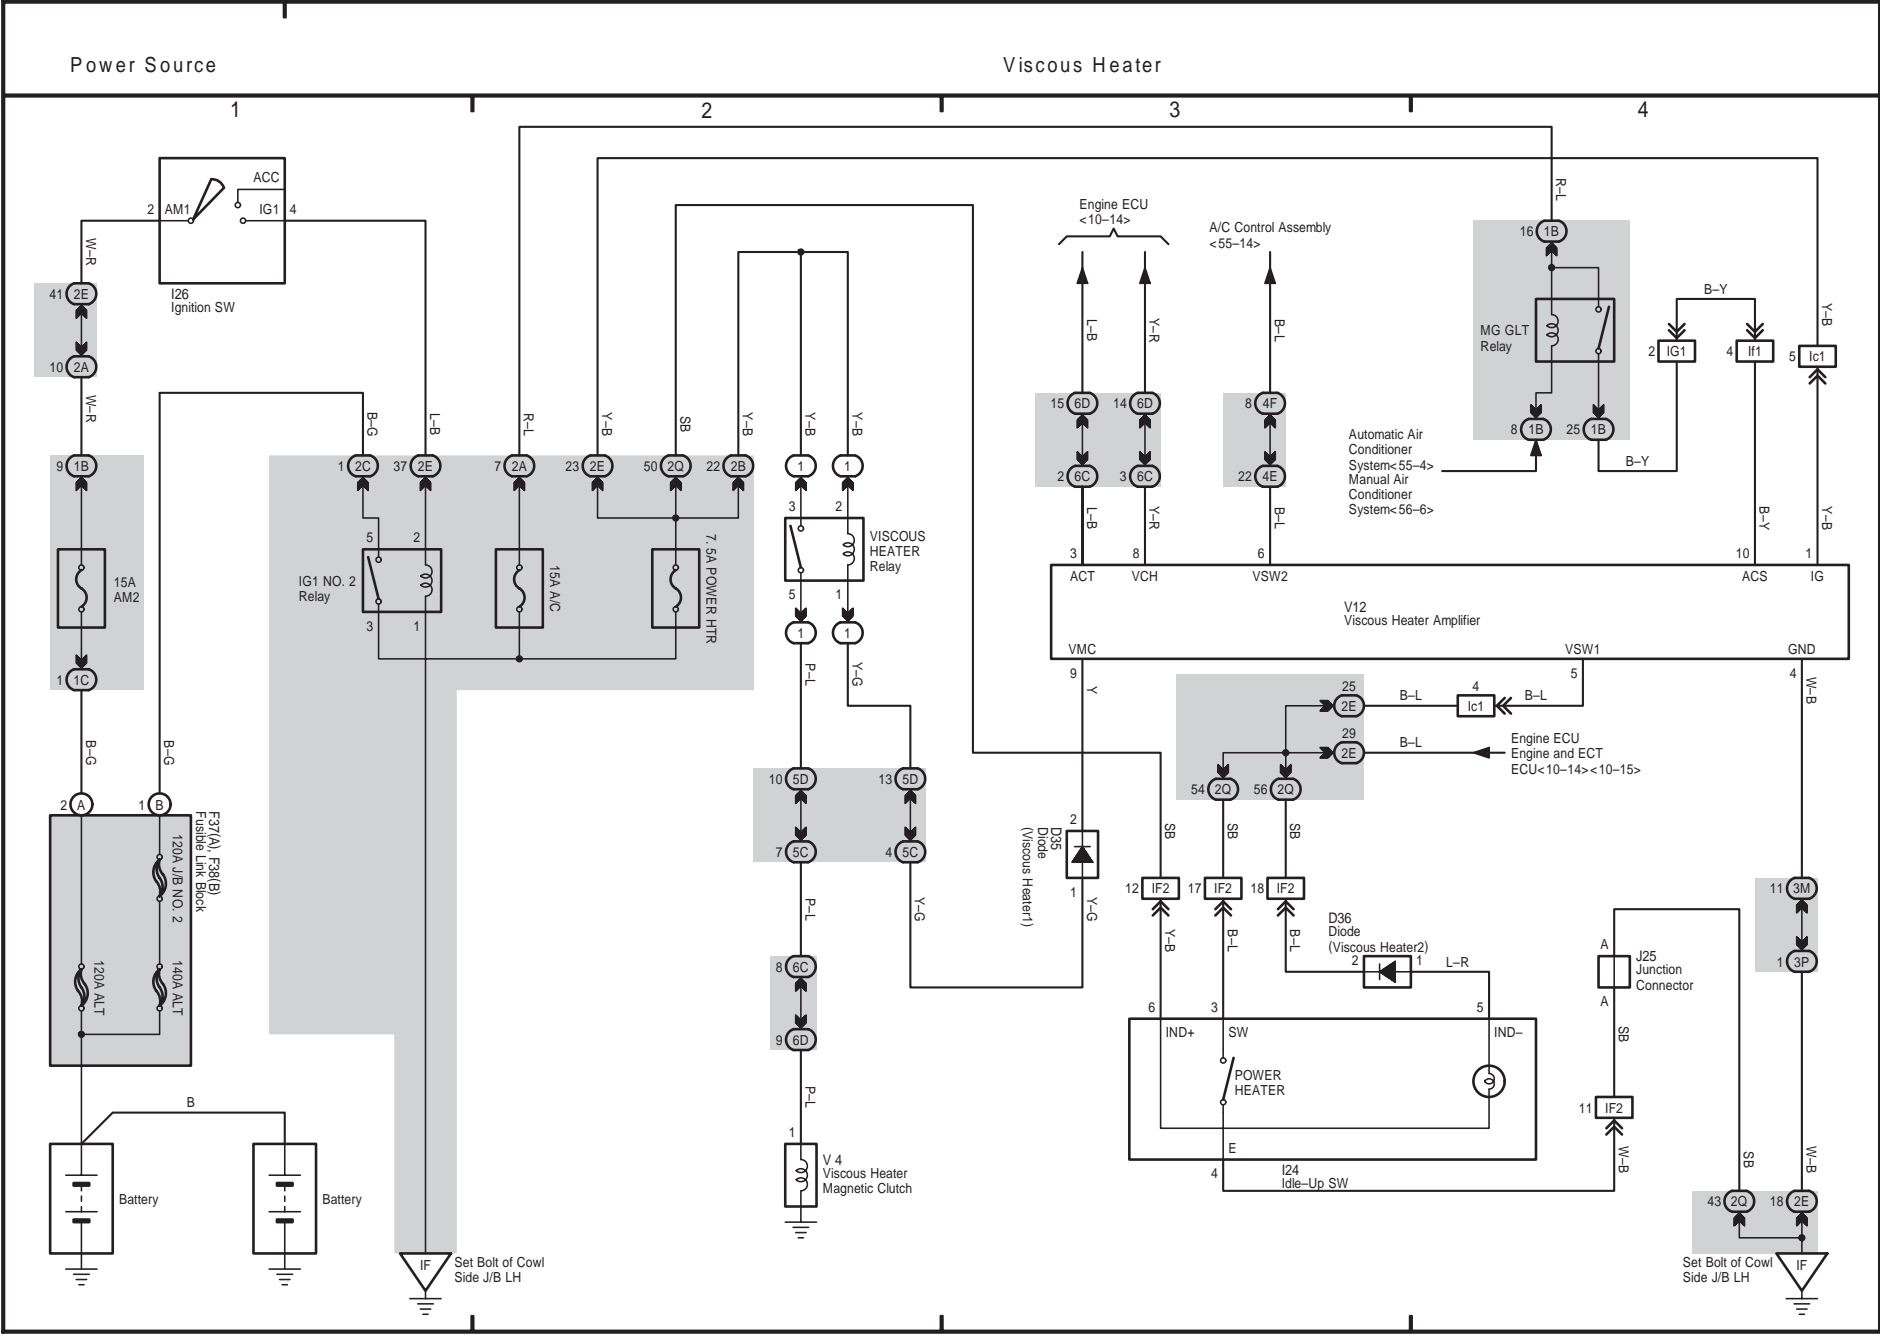 Power Source
Viscous Heater
1
2
3
4
ACC
2
AM1
IG1
4
I26
Ignition SW
W–R
41
2E
10
2A
W–R
9
1B
15A
AM2
1
1C
B–G
B–G
2
A
1
B
F37(A), F38(B)
Fusible Link Block
120A J/B NO. 2
120A ALT
140A ALT
B
Battery
Battery
B–G
L–B
R–L
Y–B
SB
Y–B
Y–B
Y–B
1
2C
37
2E
7
2A
23
2E
50
2Q
22
2B
1
1
5
2
IG1 NO. 2
Relay
3
1
15A A/C
7. 5A POWER HTR
3
2
VISCOUS
HEATER
Relay
5
1
1
1
P–L
Y–G
10
5D
13
5D
7
5C
4
5C
P–L
Y–G
8
6C
9
6D
P–L
1
V 4
Viscous Heater
Magnetic Clutch
IF
Set Bolt of Cowl
Side J/B LH
Engine ECU
<10–14>
A/C Control Assembly
<55–14>
L–B
Y–R
B–L
15
6D
14
6D
8
4F
2
6C
3
6C
22
4E
L–B
Y–R
B–L
3
8
6
10
1
ACT
VCH
VSW2
ACS
IG
V12
Viscous Heater Amplifier
VMC
VSW1
GND
9
5
4
R–L
16
1B
MG GLT
Relay
8
1B
25
1B
Automatic Air
Conditioner
System<55–4>
Manual Air
Conditioner
System<56–6>
B–Y
B–Y
2
IG1
4
If1
Y–B
5
Ic1
B–Y
Y–B
Y
25
2E
B–L
4
Ic1
B–L
29
2E
B–L
Engine ECU
Engine and ECT
ECU<10–14><10–15>
54
2Q
56
2Q
W–B
2
D35
Diode
(Viscous Heater1)
1
Y–G
SB
SB
SB
12
IF2
17
IF2
18
IF2
Y–B
B–L
B–L
D36
Diode
(Viscous Heater2)
2
1
L–R
6
3
5
IND+
SW
IND–
POWER
HEATER
E
4
I24
Idle–Up SW
A
J25
Junction
Connector
A
SB
11
IF2
W–B
11
3M
1
3P
SB
W–B
43
2Q
18
2E
Set Bolt of Cowl
Side J/B LH
IF